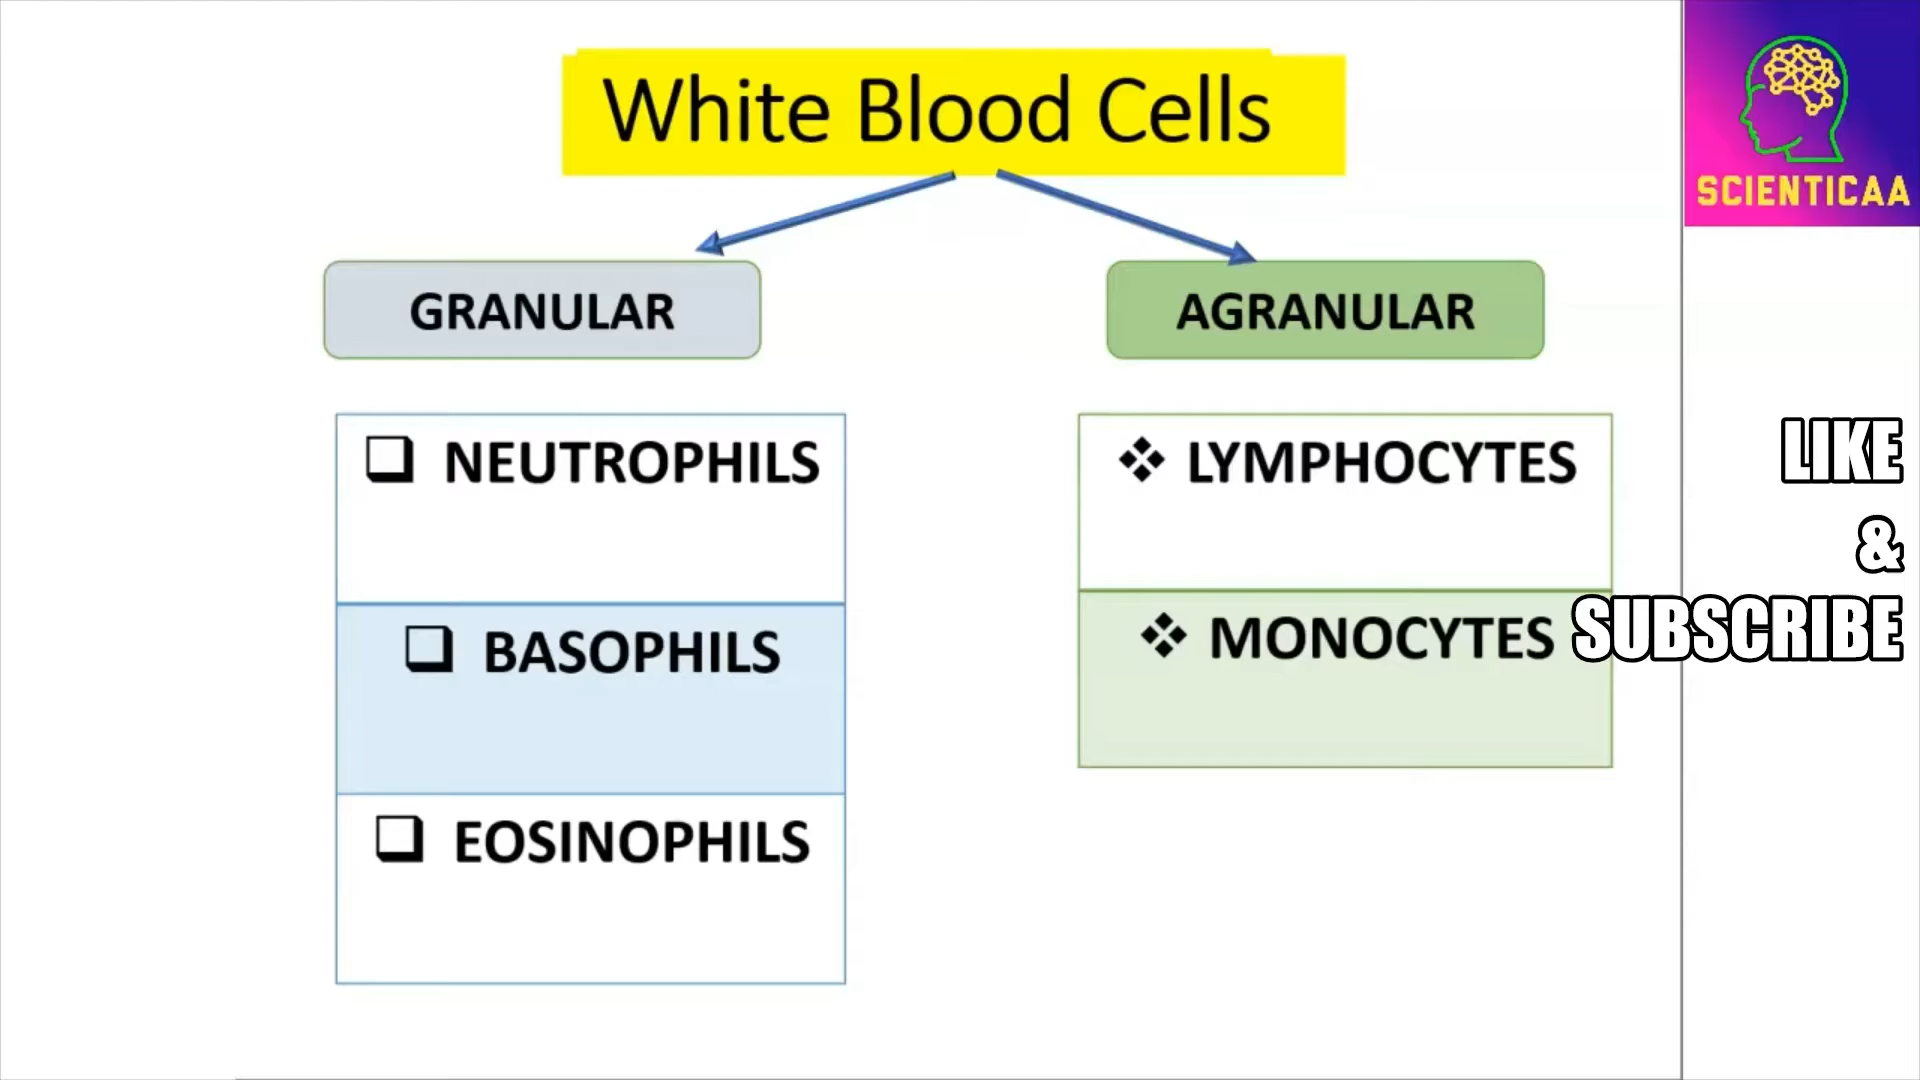 White Blood Cells
SCIENTICAA
GRANULAR
AGRANULAR
NEUTROPHILS
BASOPHILS
EOSINOPHILS
LYMPHOCYTES
MONOCYTES
LIKE
&
SUBSCRIBE